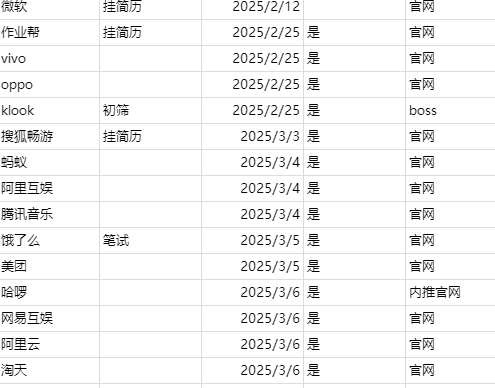 微软 挂简历 2025/2/12 官网
作业帮 挂简历 2025/2/25 是 官网
vivo 2025/2/25 是 官网
oppo 2025/2/25 是 官网
klook 初筛 2025/2/25 是 boss
搜狐畅游 挂简历 2025/3/3 是 官网
蚂蚁 2025/3/4 是 官网
阿里互娱 2025/3/4 是 官网
腾讯音乐 2025/3/4 是 官网
饿了么 笔试 2025/3/5 是 官网
美团 2025/3/5 是 官网
哈啰 2025/3/6 是 内推官网
网易互娱 2025/3/6 是 官网
阿里云 2025/3/6 是 官网
淘天 2025/3/6 是 官网